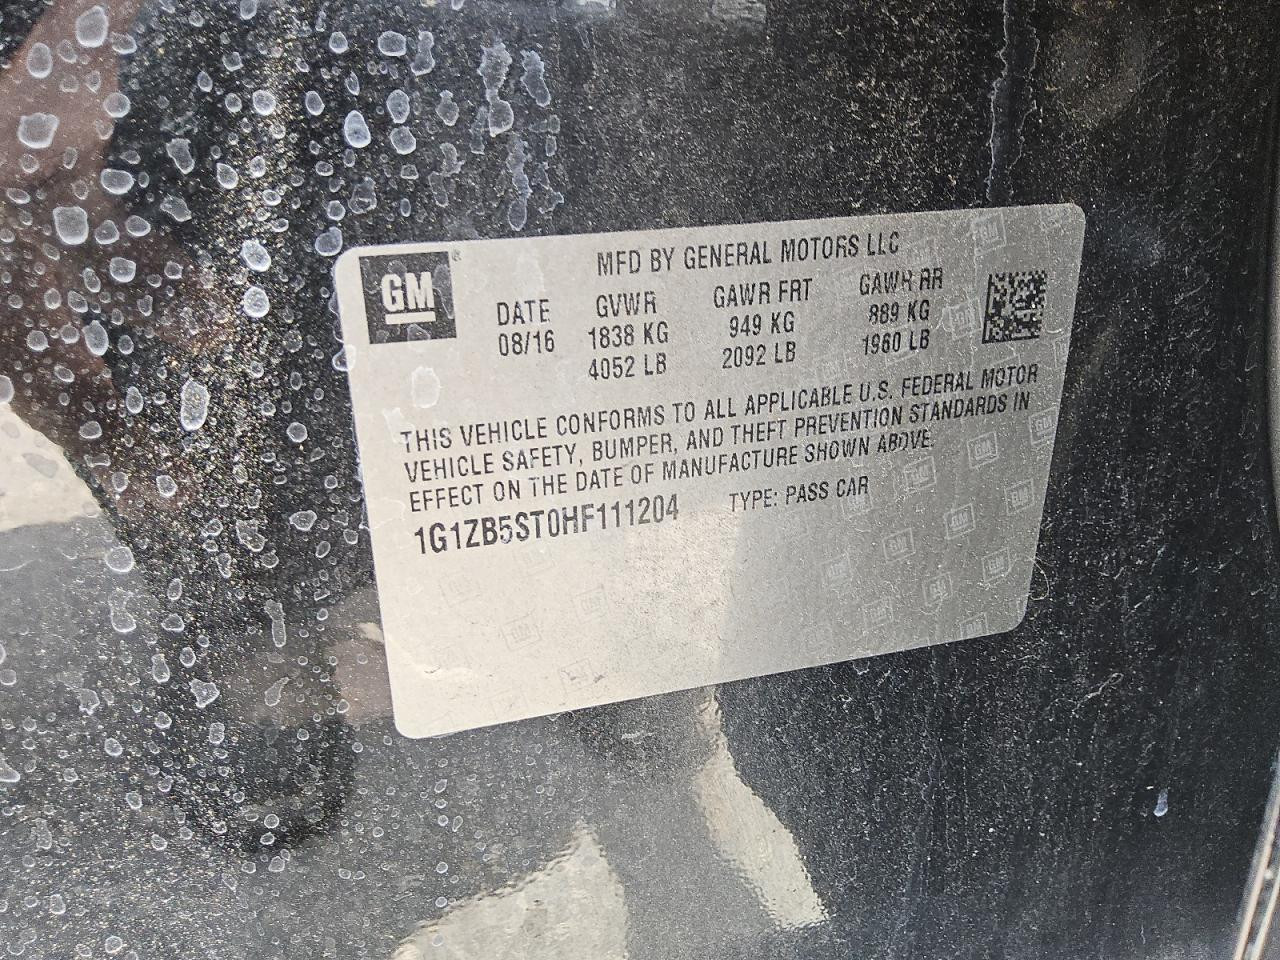 GM
MFD BY GENERAL MOTORS LLC
DATE GVWR GAWR FRT GAWR RR
08/16 1838 KG 949 KG 889 KG
4052 LB 2092 LB 1960 LB
THIS VEHICLE CONFORMS TO ALL APPLICABLE U.S. FEDERAL MOTOR
VEHICLE SAFETY, BUMPER, AND THEFT PREVENTION STANDARDS IN
EFFECT ON THE DATE OF MANUFACTURE SHOWN ABOVE.
1G1ZB5ST0HF111204 TYPE: PASS CAR